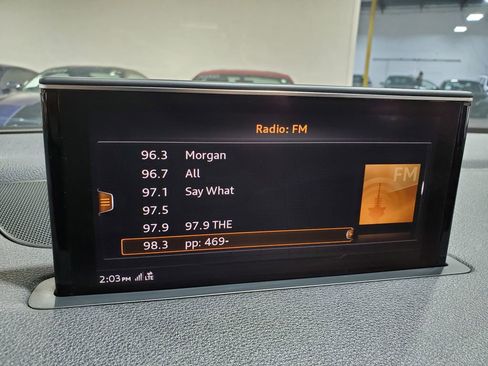 Radio: FM
96.3 Morgan
96.7 All
97.1 Say What
97.5
97.9 97.9 THE
98.3 pp: 469-
FM
2:03 PM LTE